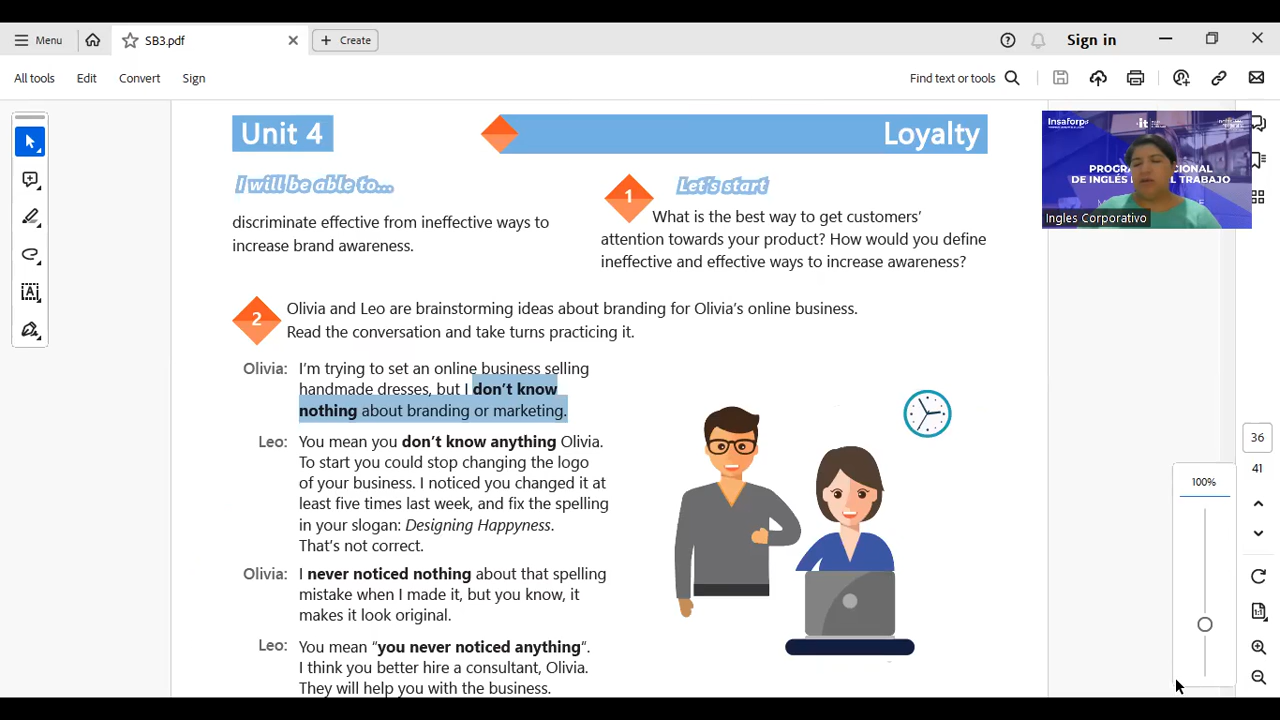 Menu
SB3.pdf
Create
Sign in
All tools
Edit
Convert
Sign
Find text or tools
Unit 4
Loyalty
I will be able to...
discriminate effective from ineffective ways to
increase brand awareness.
1
Let's start
What is the best way to get customers'
attention towards your product? How would you define
ineffective and effective ways to increase awareness?
2
Olivia and Leo are brainstorming ideas about branding for Olivia's online business.
Read the conversation and take turns practicing it.
Olivia: I'm trying to set an online business selling
handmade dresses, but I don't know
nothing about branding or marketing.
Leo: You mean you don't know anything Olivia.
To start you could stop changing the logo
of your business. I noticed you changed it at
least five times last week, and fix the spelling
in your slogan: Designing Happyness.
That's not correct.
Olivia: I never noticed nothing about that spelling
mistake when I made it, but you know, it
makes it look original.
Leo: You mean "you never noticed anything".
I think you better hire a consultant, Olivia.
They will help you with the business.
Insaforp
it
DE INGLÉS
TRABAJO
Ingles Corporativo
36
41
100%
1:1